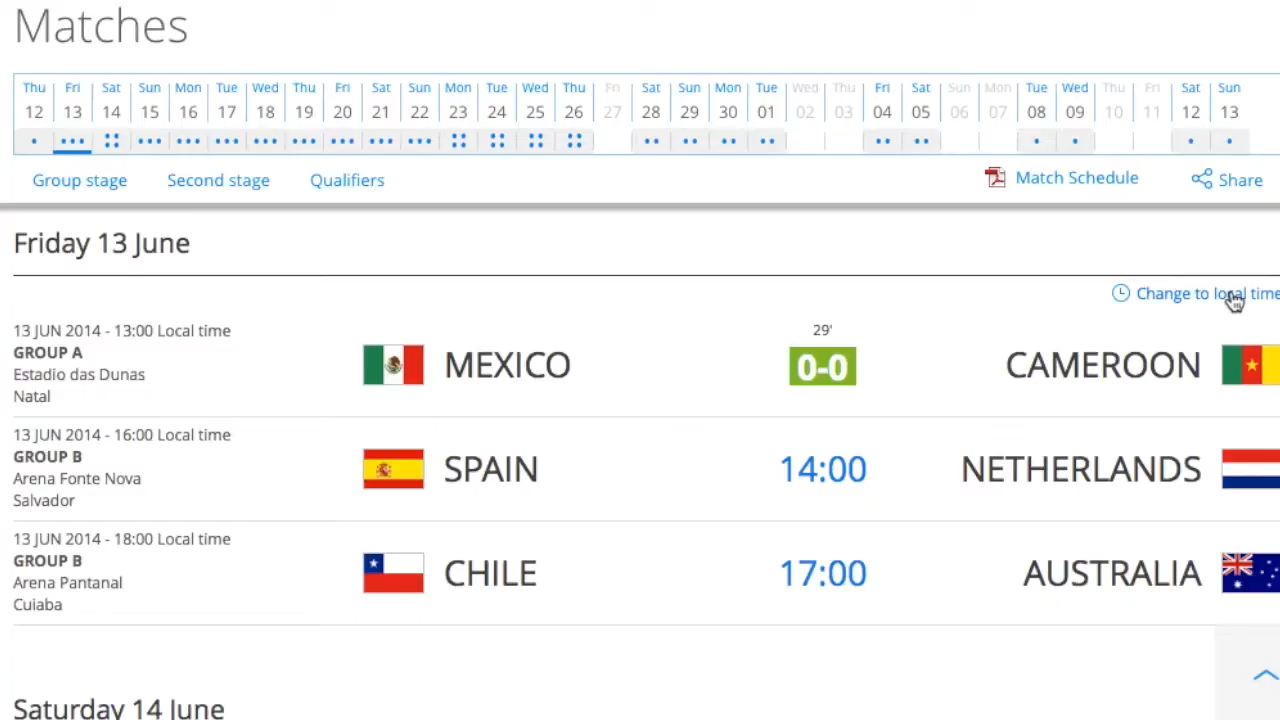 Matches
Thu Fri Sat Sun Mon Tue Wed Thu Fri Sat Sun Mon Tue Wed Thu Fri Sat Sun Mon Tue Wed Thu Fri Sat Sun Mon Tue Wed Thu Fri Sat Sun
12 13 14 15 16 17 18 19 20 21 22 23 24 25 26 27 28 29 30 01 02 03 04 05 06 07 08 09 10 11 12 13
Group stage Second stage Qualifiers Match Schedule Share
Friday 13 June
Change to local time
13 JUN 2014 - 13:00 Local time
GROUP A
Estadio das Dunas
Natal
MEXICO
29'
0-0
CAMEROON
13 JUN 2014 - 16:00 Local time
GROUP B
Arena Fonte Nova
Salvador
SPAIN
14:00
NETHERLANDS
13 JUN 2014 - 18:00 Local time
GROUP B
Arena Pantanal
Cuiaba
CHILE
17:00
AUSTRALIA
Saturday 14 June